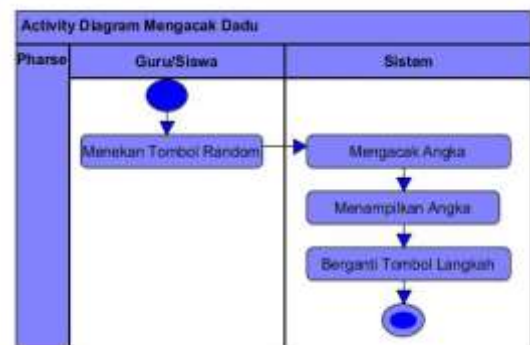 Activity Diagram Mengacak Dadu
Pharse
Guru/Siswa
Sistem
Menekan Tombol Random
Mengacak Angka
Menampilkan Angka
Berganti Tombol Langkah